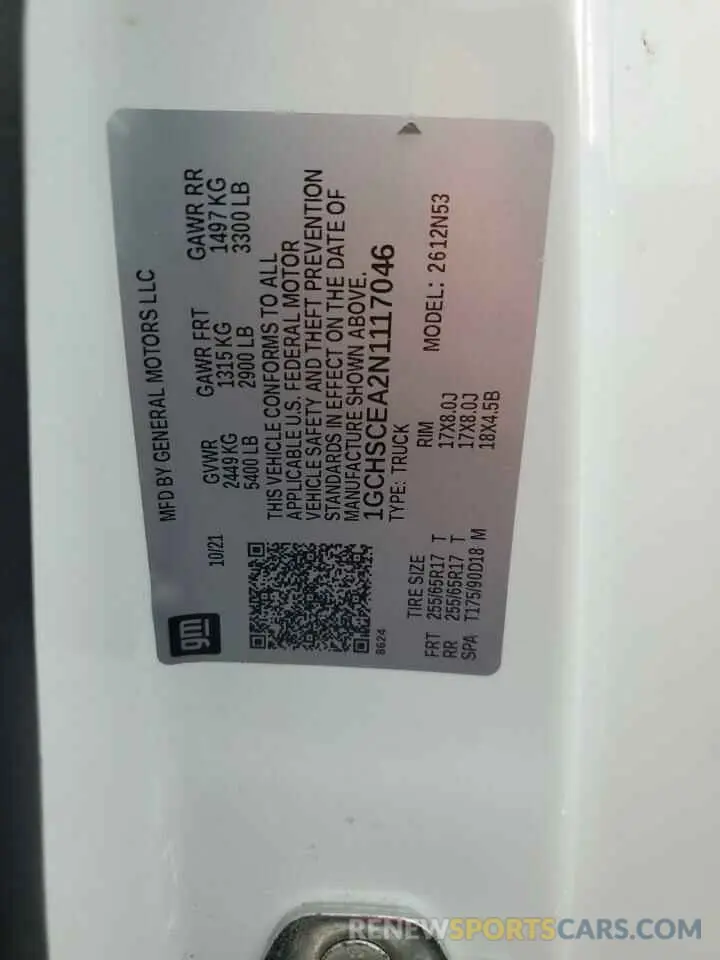 MFD BY GENERAL MOTORS LLC
10/21
GVWR GAWR FRT GAWR RR
2449 KG 1315 KG 1497 KG
5400 LB 2900 LB 3300 LB
THIS VEHICLE CONFORMS TO ALL
APPLICABLE U.S. FEDERAL MOTOR
VEHICLE SAFETY AND THEFT PREVENTION
STANDARDS IN EFFECT ON THE DATE OF
MANUFACTURE SHOWN ABOVE.
1GCHSCEA2N1117046
TYPE: TRUCK
MODEL: 2612N53
gm
8624
TIRE SIZE RIM
FRT 255/65R17 T 17X8.0J
RR 255/65R17 T 17X8.0J
SPA T175/90D18 M 18X4.5B
RENEWSPORTSCARS.COM